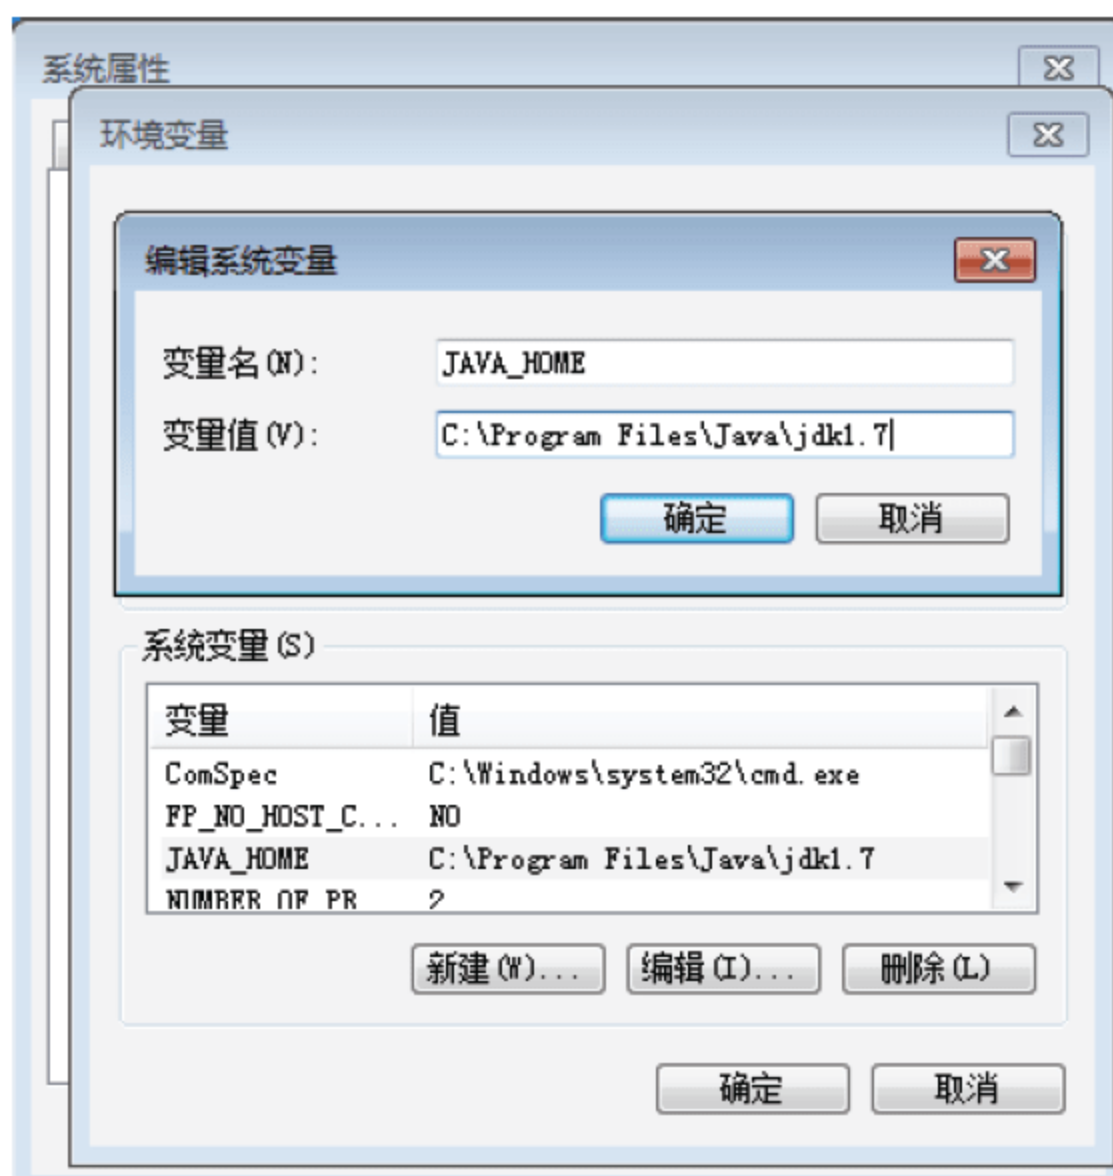 系统属性
环境变量
编辑系统变量
变量名(N): JAVA_HOME
变量值(V): C:\Program Files\Java\jdk1.7
确定 取消
系统变量(S)
变量 值
ComSpec C:\Windows\system32\cmd.exe
FP_NO_HOST_C... NO
JAVA_HOME C:\Program Files\Java\jdk1.7
NUMBER_OF_PR 2
新建(W)... 编辑(I)... 删除(L)
确定 取消